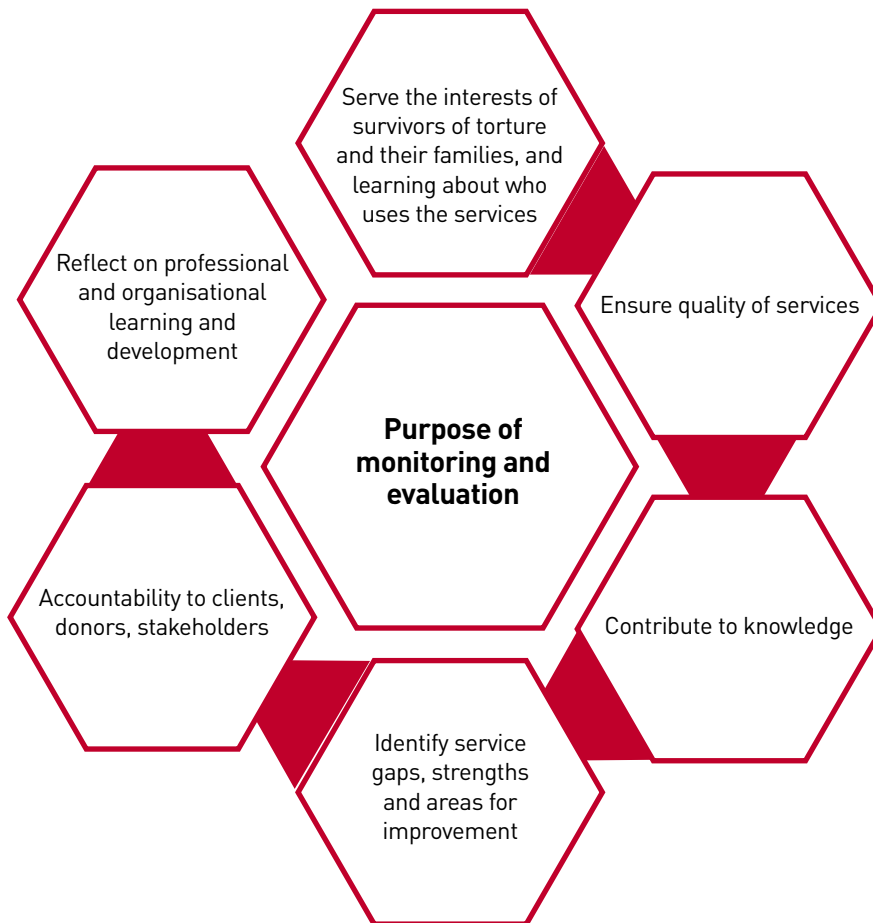 Serve the interests of
survivors of torture
and their families, and
learning about who
uses the services
Reflect on professional
and organisational
learning and
development
Ensure quality of services
Purpose of
monitoring and
evaluation
Accountability to clients,
donors, stakeholders
Contribute to knowledge
Identify service
gaps, strengths
and areas for
improvement